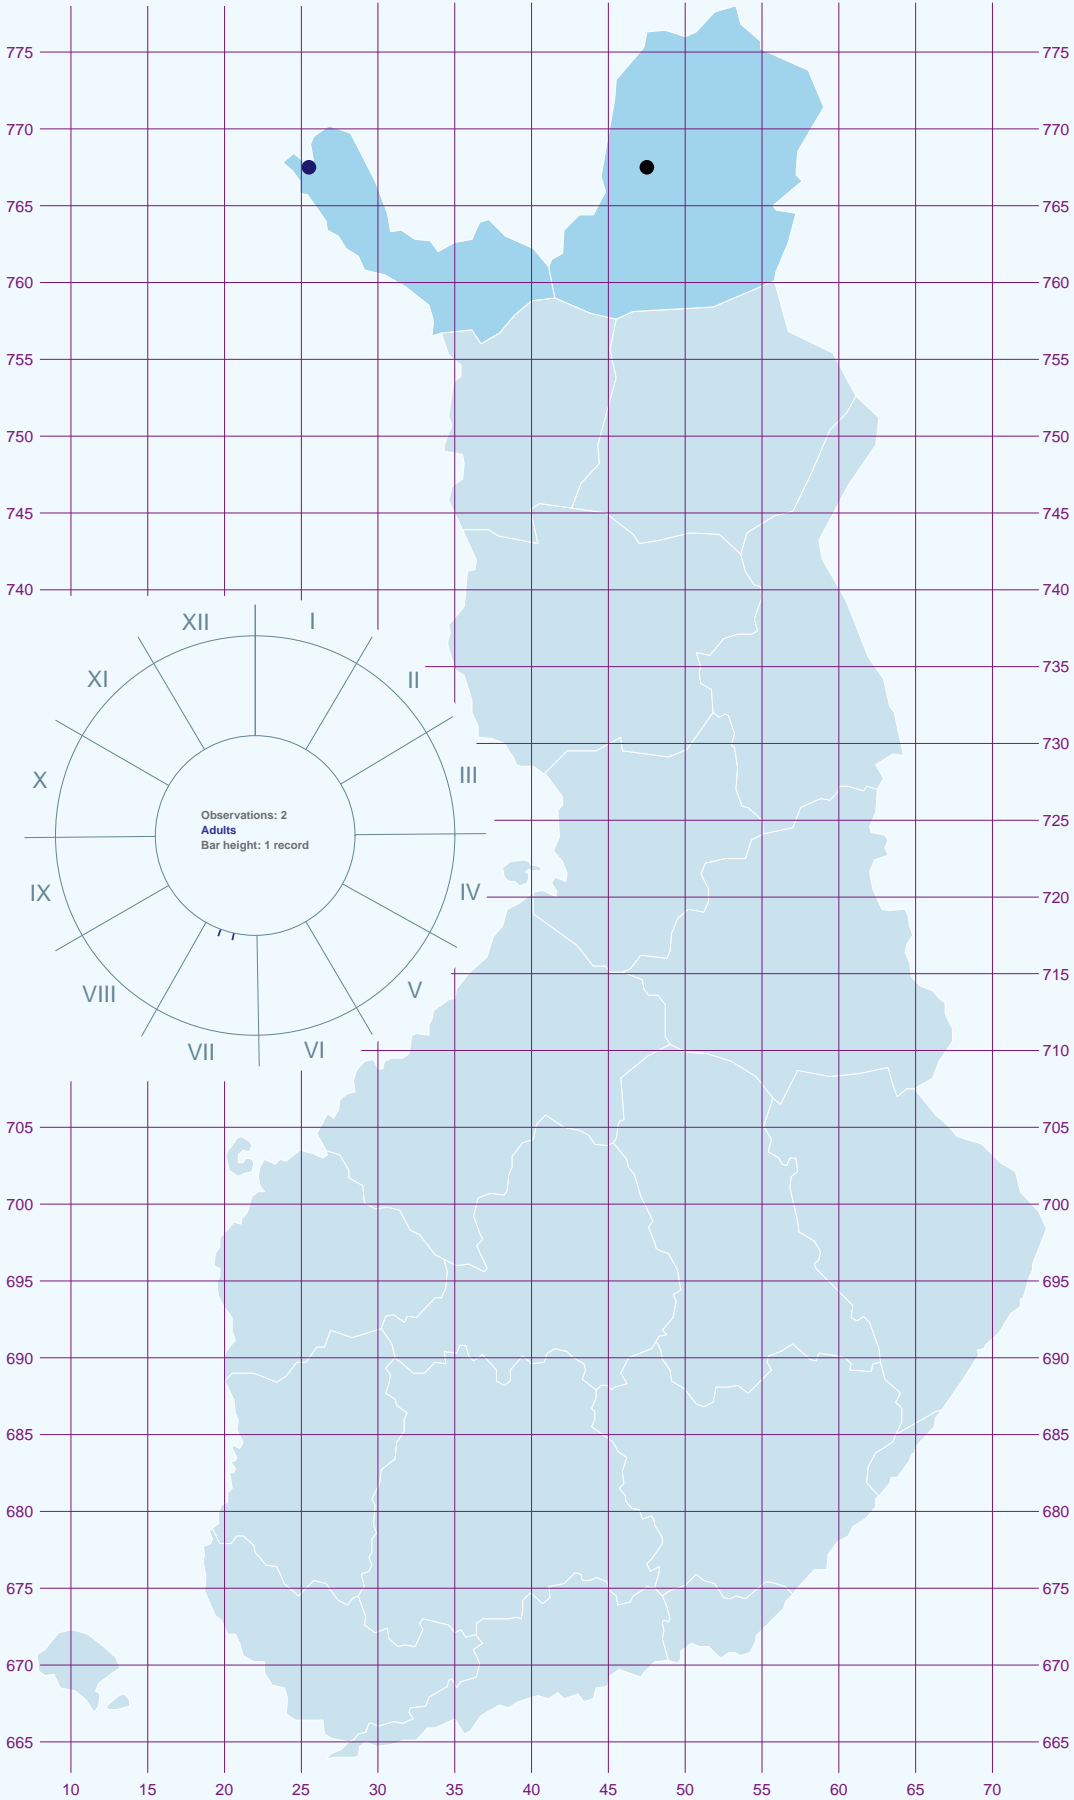 775 775
770 770
765 765
760 760
755 755
750 750
745 745
740 740
XII I
XI II
735
730
X III
Observations: 2
Adults
Bar height: 1 record
725
IX IV
720
VIII V
715
VII VI
710
705 705
700 700
695 695
690 690
685 685
680 680
675 675
670 670
665 665
10 15 20 25 30 35 40 45 50 55 60 65 70